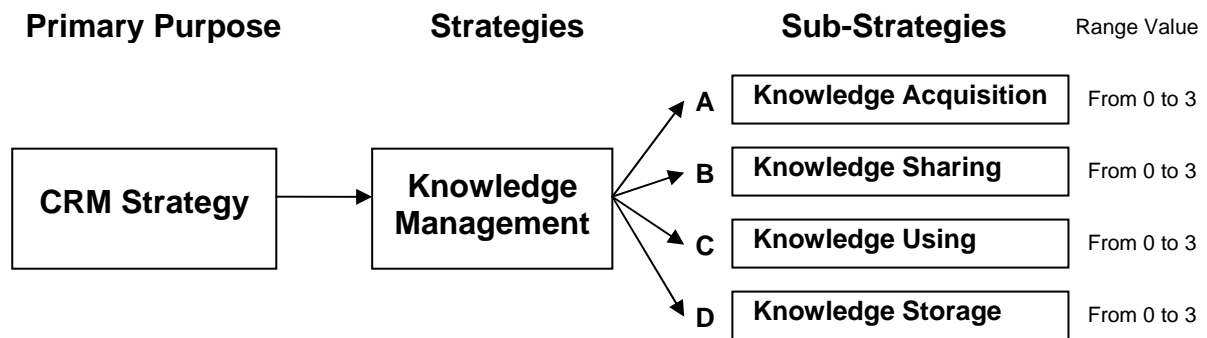 Primary Purpose Strategies Sub-Strategies Range Value
A Knowledge Acquisition From 0 to 3
CRM Strategy
Knowledge
Management
B Knowledge Sharing From 0 to 3
C Knowledge Using From 0 to 3
D Knowledge Storage From 0 to 3